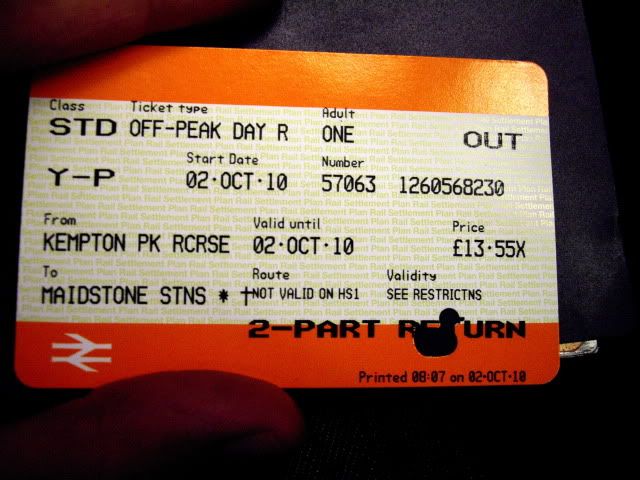 Class Ticket type Adult
STD OFF-PEAK DAY R ONE OUT
Start Date Number
Y-P 02·OCT·10 57063 1260568230
From Valid until Price
KEMPTON PK RCRSE 02·OCT·10 £13·55X
To Route Validity
MAIDSTONE STNS * †NOT VALID ON HS1 SEE RESTRICTNS
2-PART RETURN
Printed 08:07 on 02·OCT·10